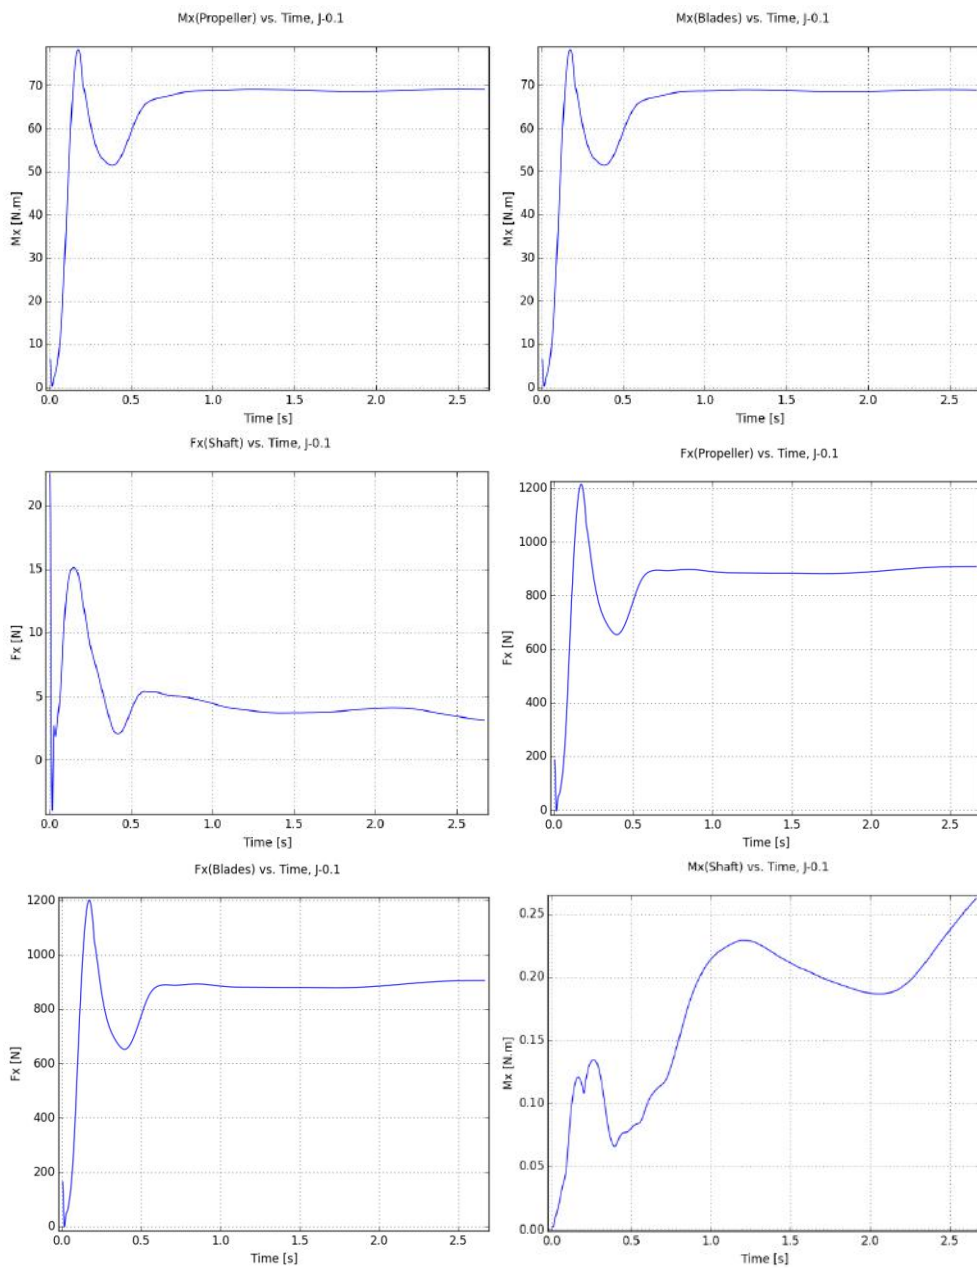 Mx(Propeller) vs. Time, J-0.1
Mx [N.m]
70
60
50
40
30
20
10
0
0.0 0.5 1.0 1.5 2.0 2.5
Time [s]
Mx(Blades) vs. Time, J-0.1
Mx [N.m]
70
60
50
40
30
20
10
0
0.0 0.5 1.0 1.5 2.0 2.5
Time [s]
Fx(Shaft) vs. Time, J-0.1
Fx [N]
20
15
10
5
0
0.0 0.5 1.0 1.5 2.0 2.5
Time [s]
Fx(Propeller) vs. Time, J-0.1
Fx [N]
1200
1000
800
600
400
200
0
0.0 0.5 1.0 1.5 2.0 2.5
Time [s]
Fx(Blades) vs. Time, J-0.1
Fx [N]
1200
1000
800
600
400
200
0
0.0 0.5 1.0 1.5 2.0 2.5
Time [s]
Mx(Shaft) vs. Time, J-0.1
Mx [N.m]
0.25
0.20
0.15
0.10
0.05
0.00
0.0 0.5 1.0 1.5 2.0 2.5
Time [s]